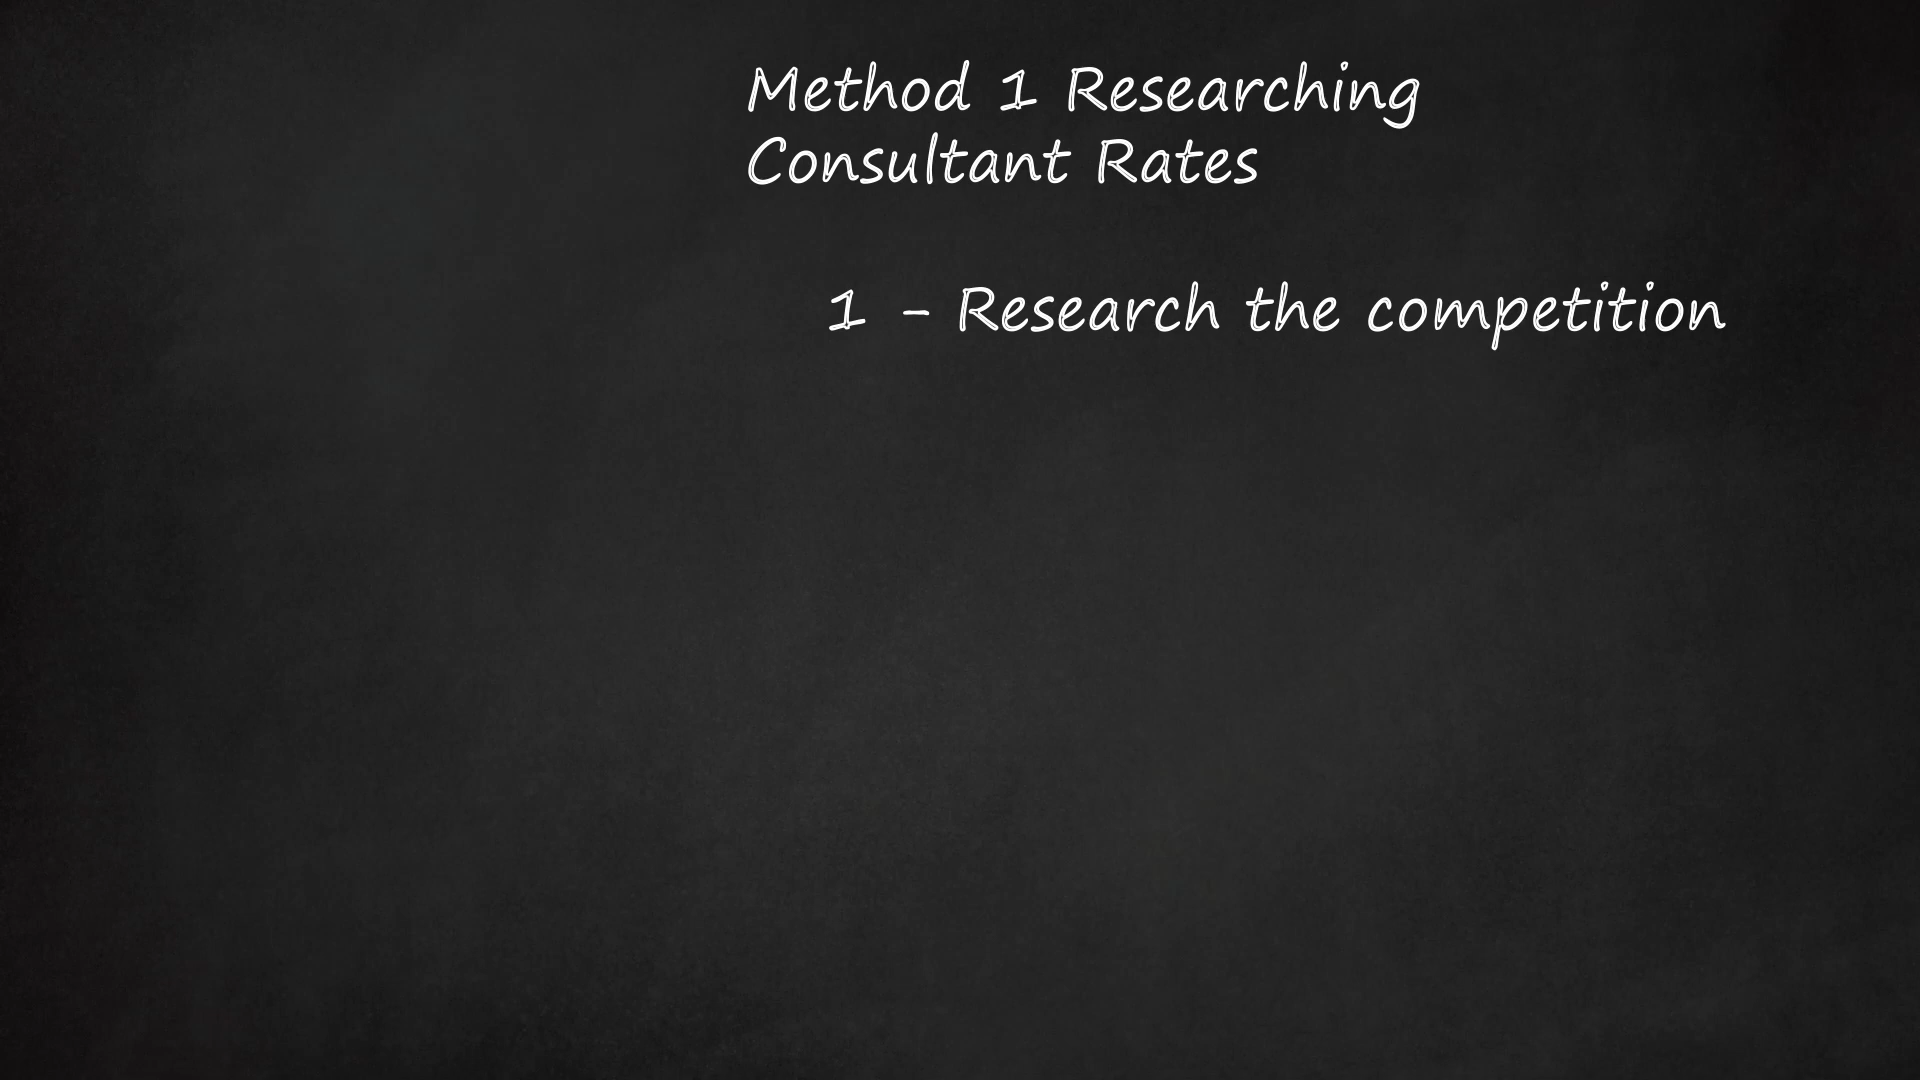 Method 1 Researching
Consultant Rates
1 - Research the competition